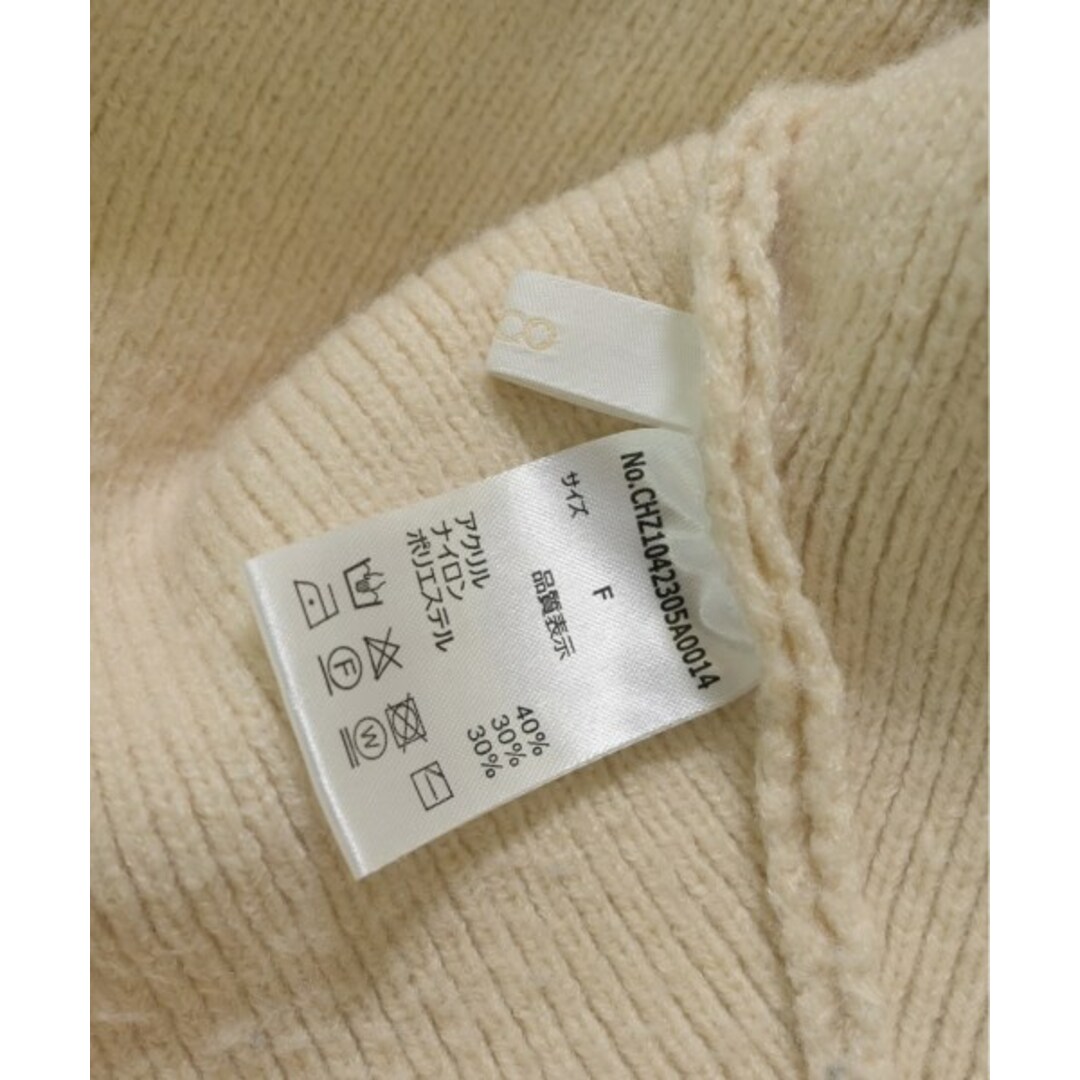 No.CHZ1042305A0014
サイズ F
品質表示
アクリル 40%
ナイロン 30%
ポリエステル 30%
F
W